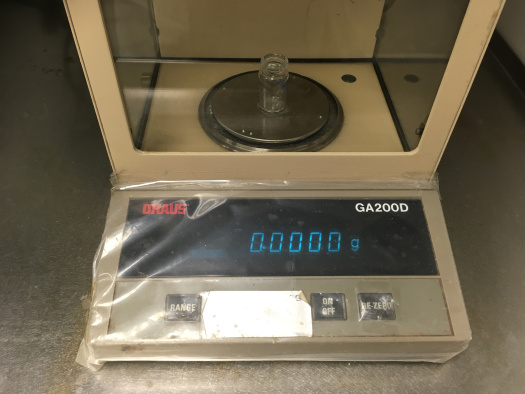 OHAUS
GA200D
0.0000 g
RANGE
ON
OFF
RE-ZERO